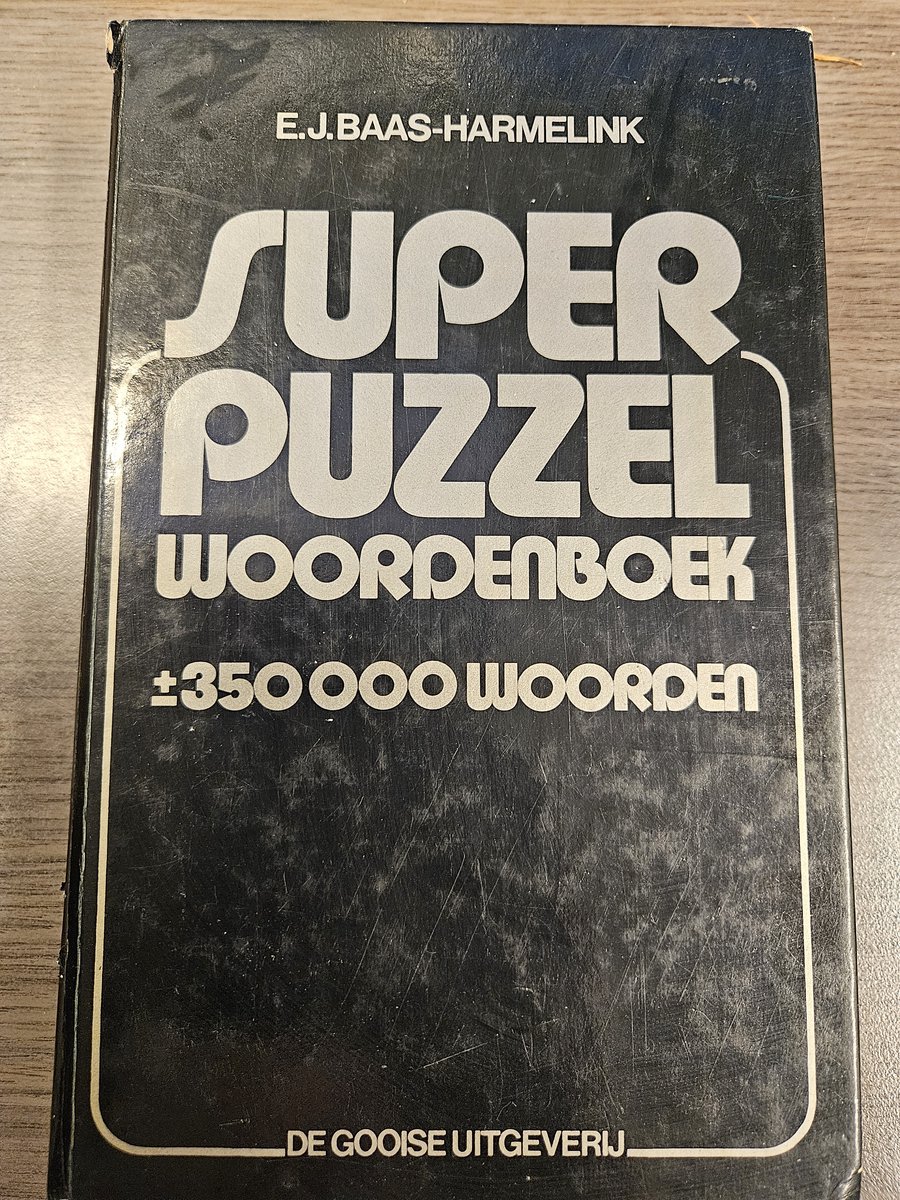 E.J. BAAS-HARMELINK
SUPER
PUZZEL
WOORDENBOEK
±350 000 WOORDEN
DE GOOISE UITGEVERIJ